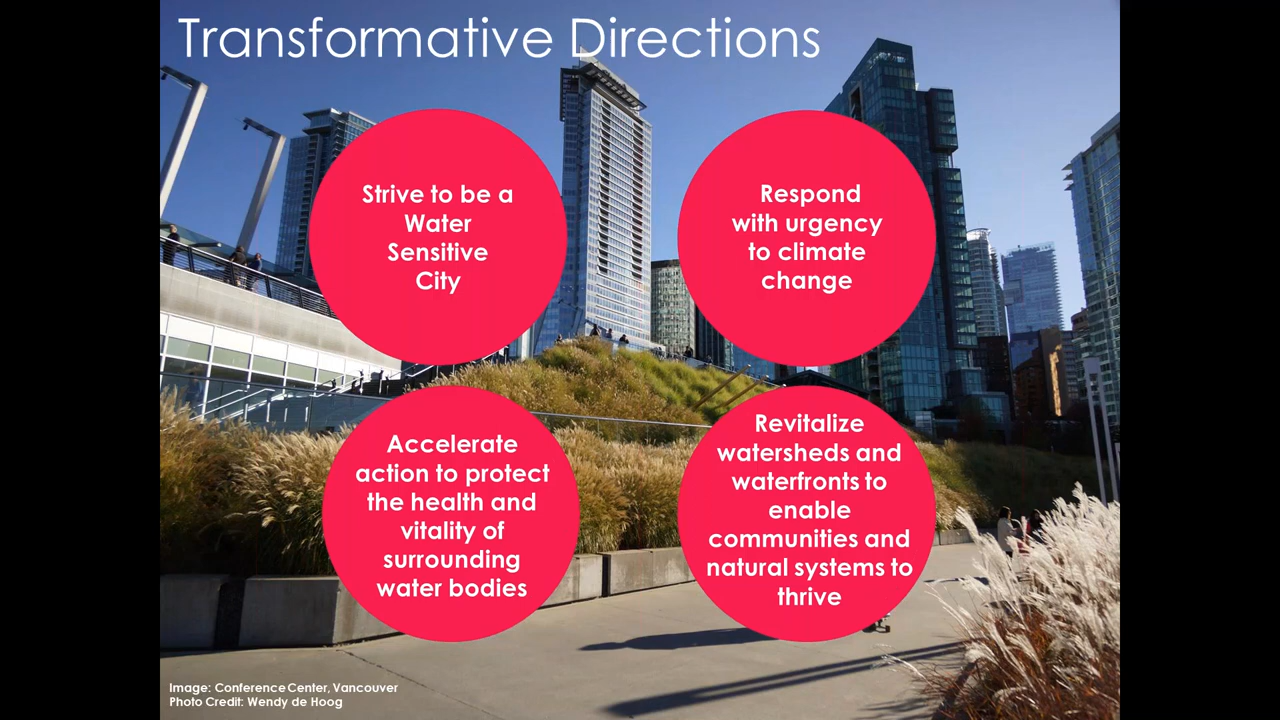 Transformative Directions
Strive to be a
Water
Sensitive
City
Respond
with urgency
to climate
change
Accelerate
action to protect
the health and
vitality of
surrounding
water bodies
Revitalize
watersheds and
waterfronts to
enable
communities and
natural systems to
thrive
Image: Conference Center, Vancouver
Photo Credit: Wendy de Hoog